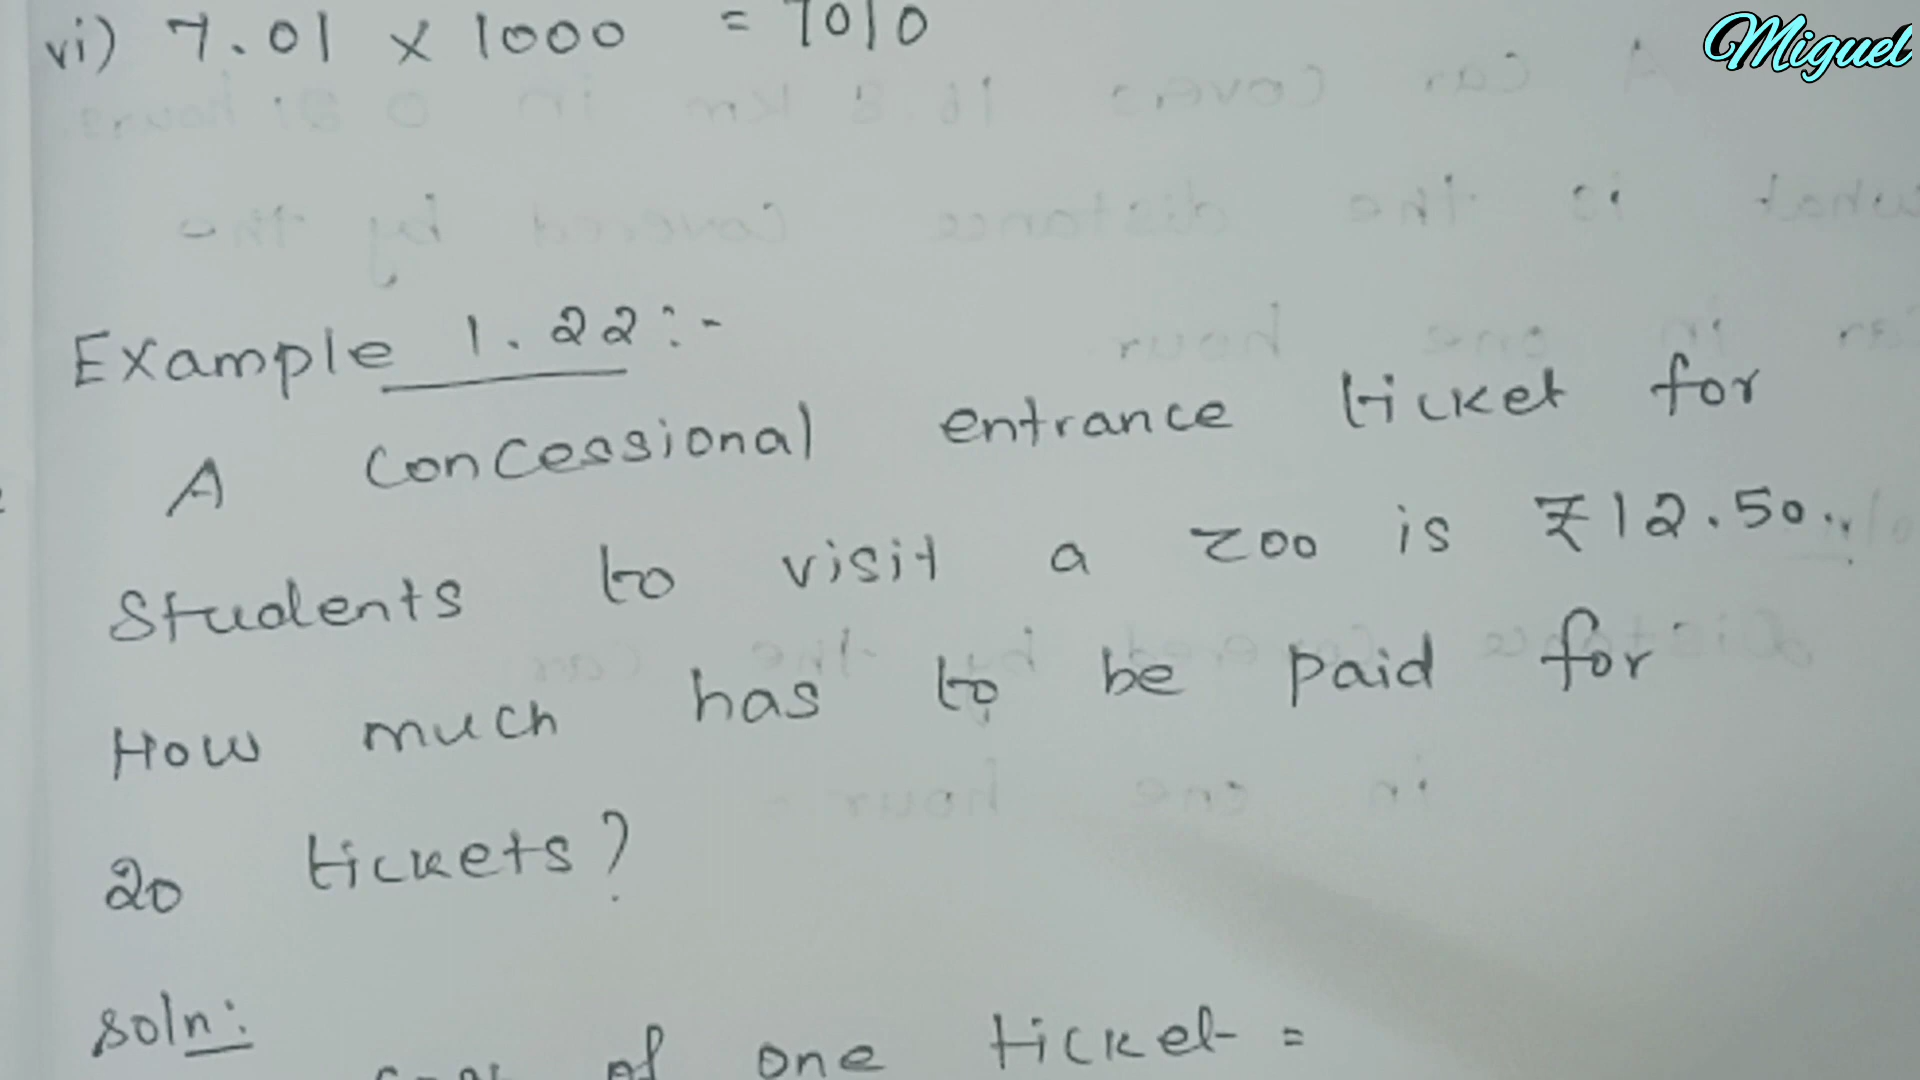 vi) 7.01 x 1000 = 7010
Miguel
Example 1.22:-
A concessional entrance ticket for
Students to visit a zoo is ₹12.50.
How much has to be paid for
20 tickets?
soln:
of one ticket =